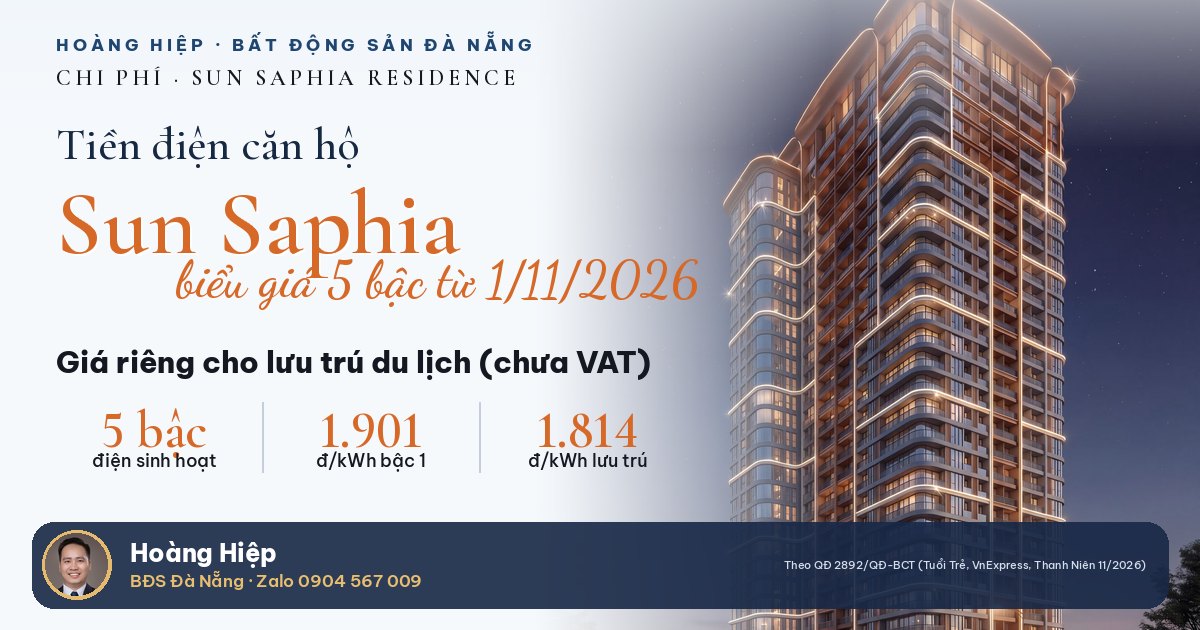 HOÀNG HIỆP · BẤT ĐỘNG SẢN ĐÀ NẴNG
CHI PHÍ · SUN SAPHIA RESIDENCE
Tiền điện căn hộ
Sun Saphia
biểu giá 5 bậc từ 1/11/2026
Giá riêng cho lưu trú du lịch (chưa VAT)
5 bậc
điện sinh hoạt
1.901
đ/kWh bậc 1
1.814
đ/kWh lưu trú
Hoàng Hiệp
BĐS Đà Nẵng · Zalo 0904 567 009
Theo QĐ 2892/QĐ-BCT (Tuổi Trẻ, VnExpress, Thanh Niên 11/2026)